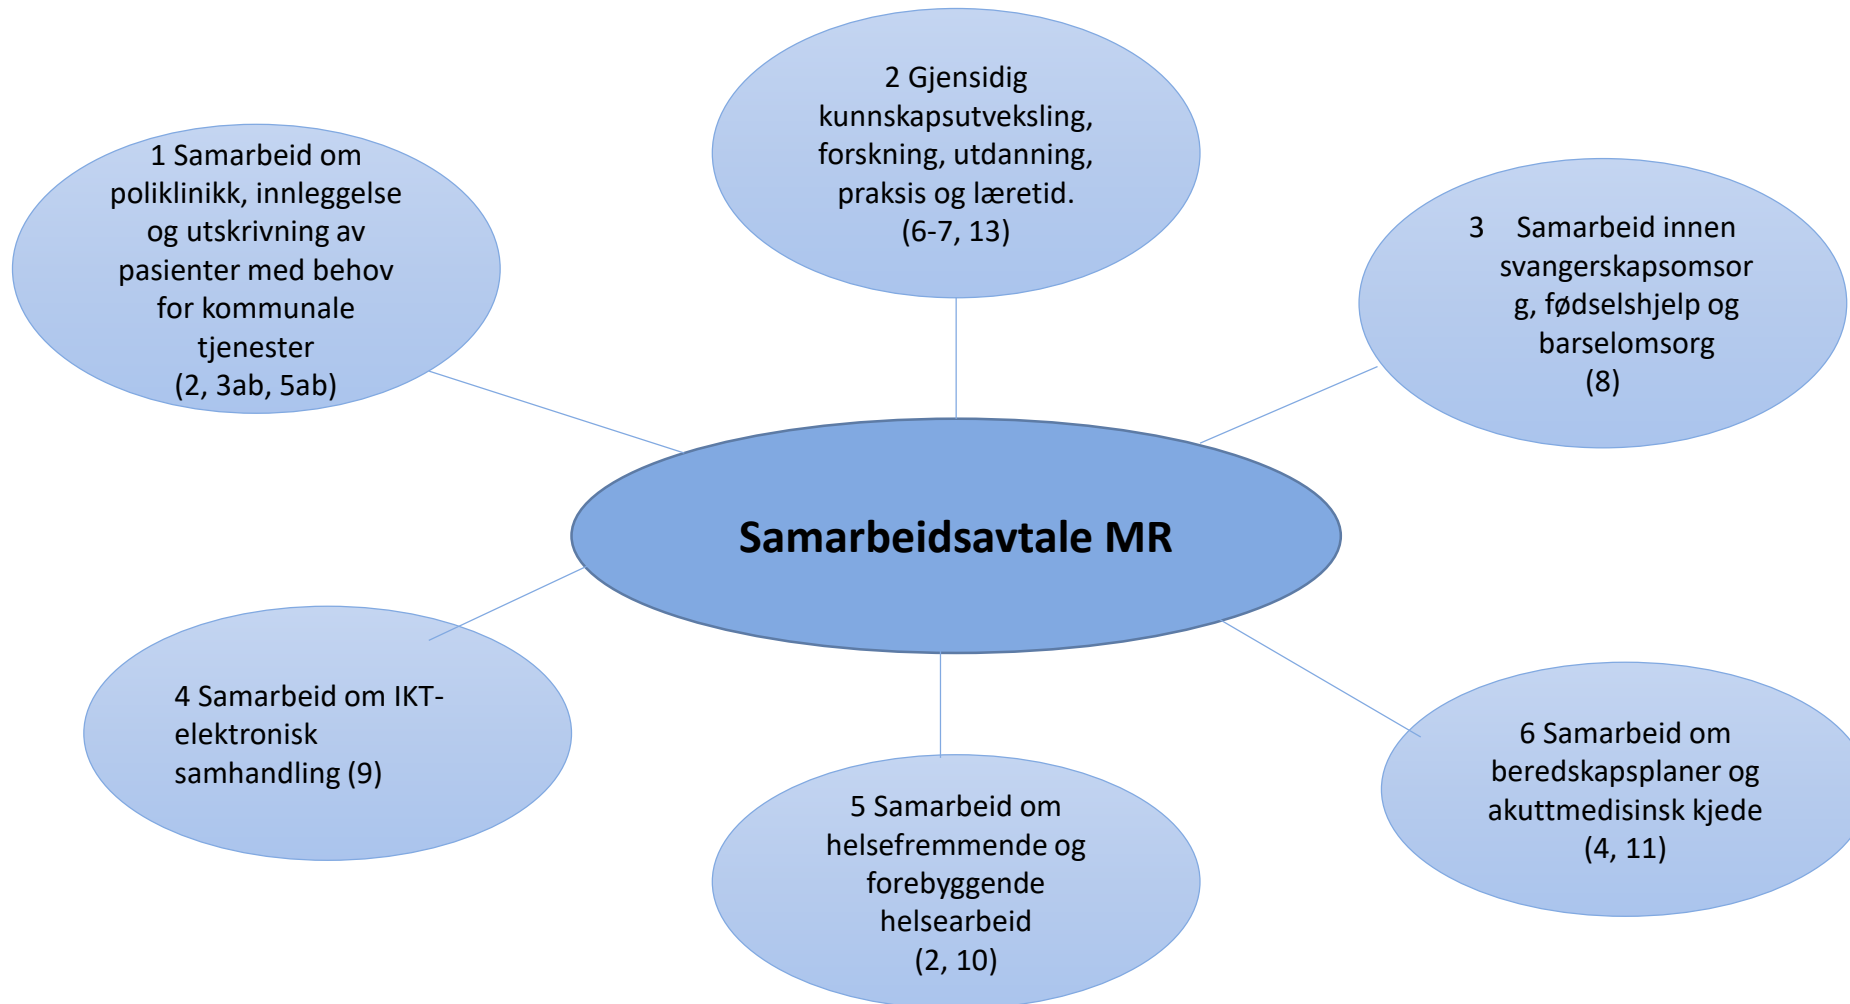 1 Samarbeid om
poliklinikk, innleggelse
og utskrivning av
pasienter med behov
for kommunale
tjenester
(2, 3ab, 5ab)
2 Gjensidig
kunnskapsutveksling,
forskning, utdanning,
praksis og læretid.
(6-7, 13)
3 Samarbeid innen
svangerskapsomsor
g, fødselshjelp og
barselomsorg
(8)
Samarbeidsavtale MR
4 Samarbeid om IKT-
elektronisk
samhandling (9)
5 Samarbeid om
helsefremmende og
forebyggende
helsearbeid
(2, 10)
6 Samarbeid om
beredskapsplaner og
akuttmedisinsk kjede
(4, 11)